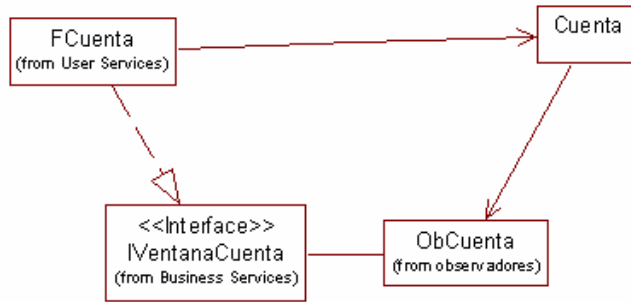 FCuenta
(from User Services)
Cuenta
<<Interface>>
IVentanaCuenta
(from Business Services)
ObCuenta
(from observadores)